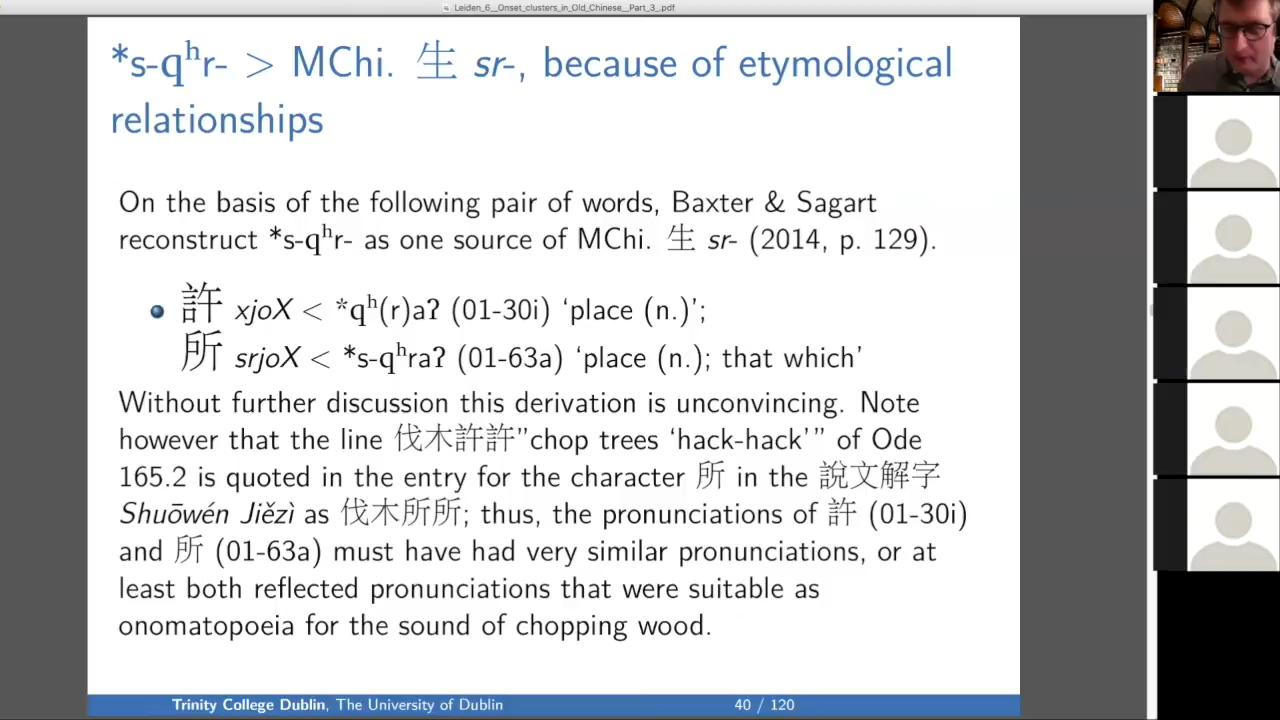 Leiden_6__Onset_clusters_in_Old_Chinese__Part_3_.pdf
*s-qʰr- > MChi. 生 sr-, because of etymological
relationships
On the basis of the following pair of words, Baxter & Sagart
reconstruct *s-qʰr- as one source of MChi. 生 sr- (2014, p. 129).
許 xjoX < *qʰ(r)aʔ (01-30i) ‘place (n.)’;
所 srjoX < *s-qʰraʔ (01-63a) ‘place (n.); that which’
Without further discussion this derivation is unconvincing. Note
however that the line 伐木許許”chop trees ‘hack-hack’” of Ode
165.2 is quoted in the entry for the character 所 in the 說文解字
Shuōwén Jiězì as 伐木所所; thus, the pronunciations of 許 (01-30i)
and 所 (01-63a) must have had very similar pronunciations, or at
least both reflected pronunciations that were suitable as
onomatopoeia for the sound of chopping wood.
Trinity College Dublin, The University of Dublin 40 / 120